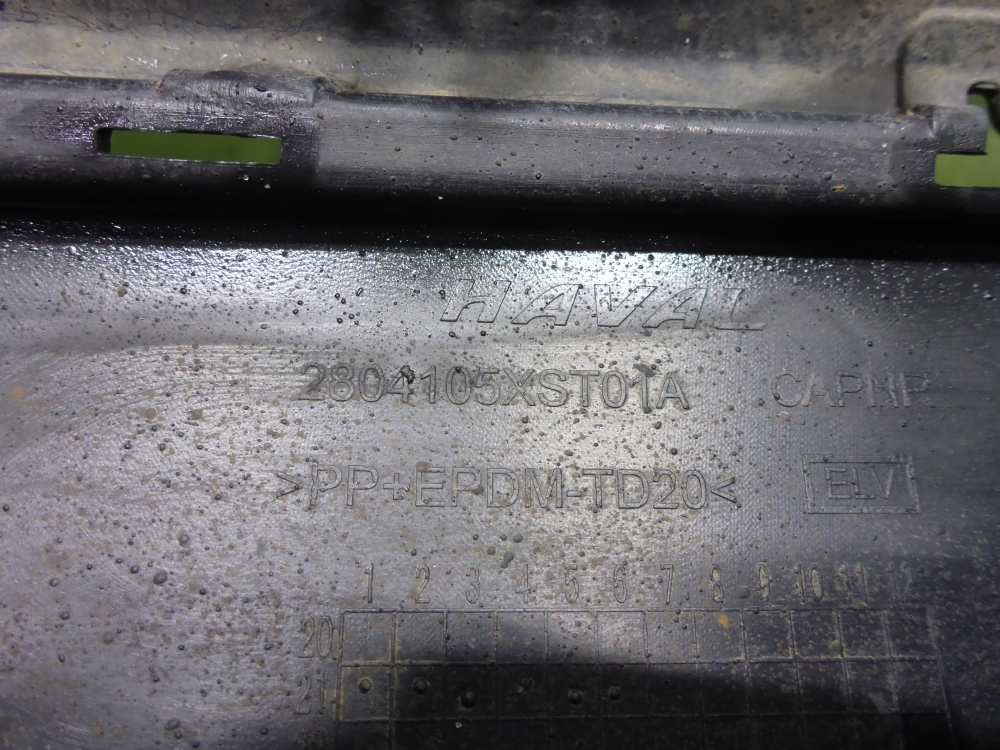 HAVAL
2804105XST01A CAPNP
>PP+EPDM-TD20< ELV
1 2 3 4 5 6 7 8 9 10 11 12
20
21